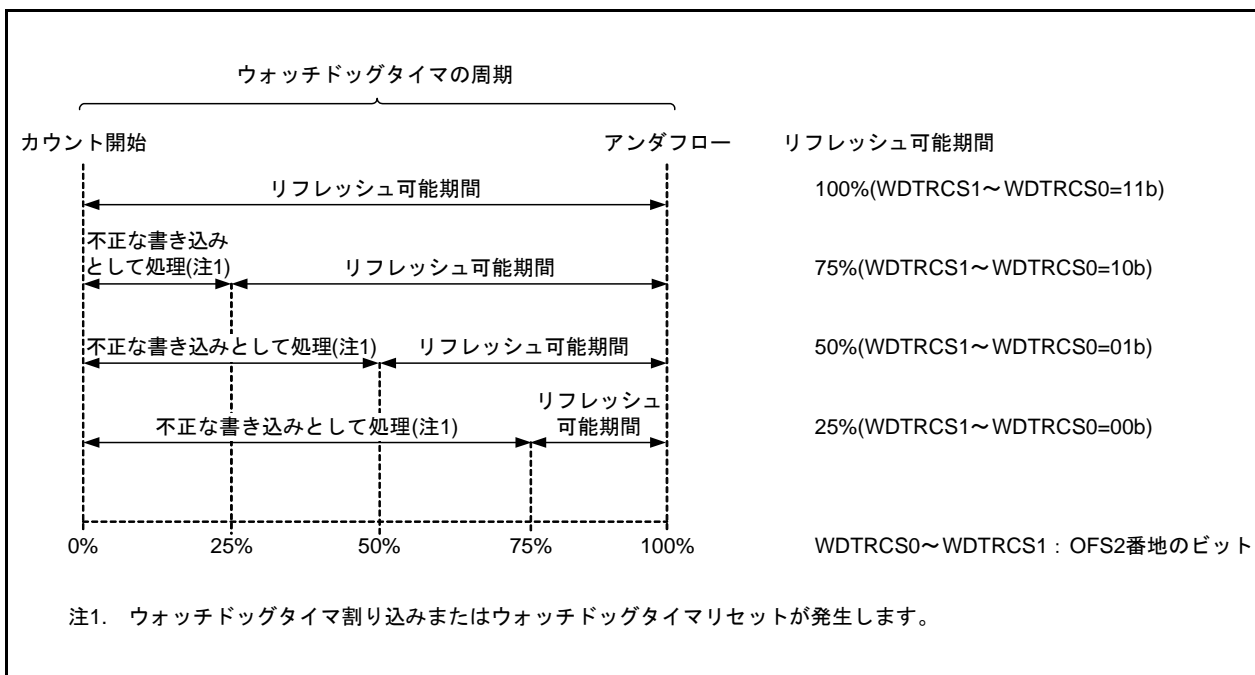 ウォッチドッグタイマの周期
カウント開始
アンダフロー
リフレッシュ可能期間
リフレッシュ可能期間
100%(WDTRCS1～WDTRCS0=11b)
不正な書き込み
として処理(注1)
リフレッシュ可能期間
75%(WDTRCS1～WDTRCS0=10b)
不正な書き込みとして処理(注1)
リフレッシュ可能期間
50%(WDTRCS1～WDTRCS0=01b)
不正な書き込みとして処理(注1)
リフレッシュ
可能期間
25%(WDTRCS1～WDTRCS0=00b)
0%
25%
50%
75%
100%
WDTRCS0～WDTRCS1：OFS2番地のビット
注1. ウォッチドッグタイマ割り込みまたはウォッチドッグタイマリセットが発生します。